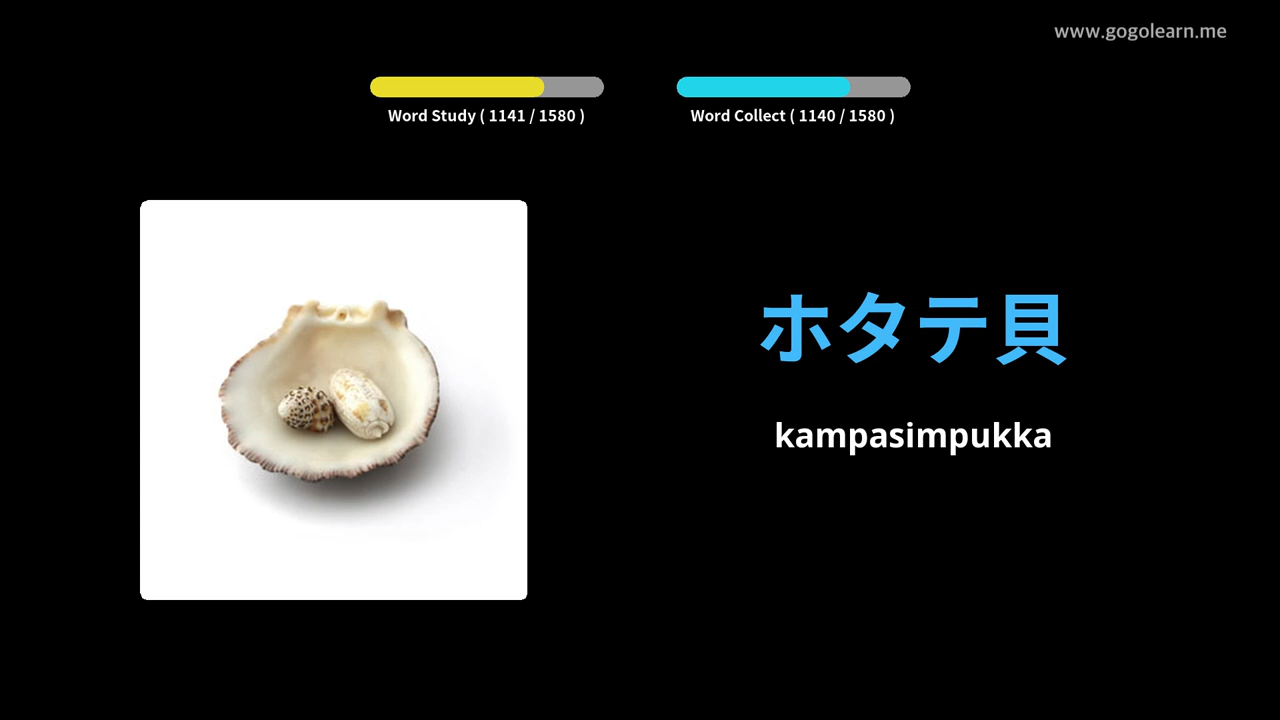 www.gogolearn.me
Word Study ( 1141 / 1580 )
Word Collect ( 1140 / 1580 )
ホタテ貝
kampasimpukka